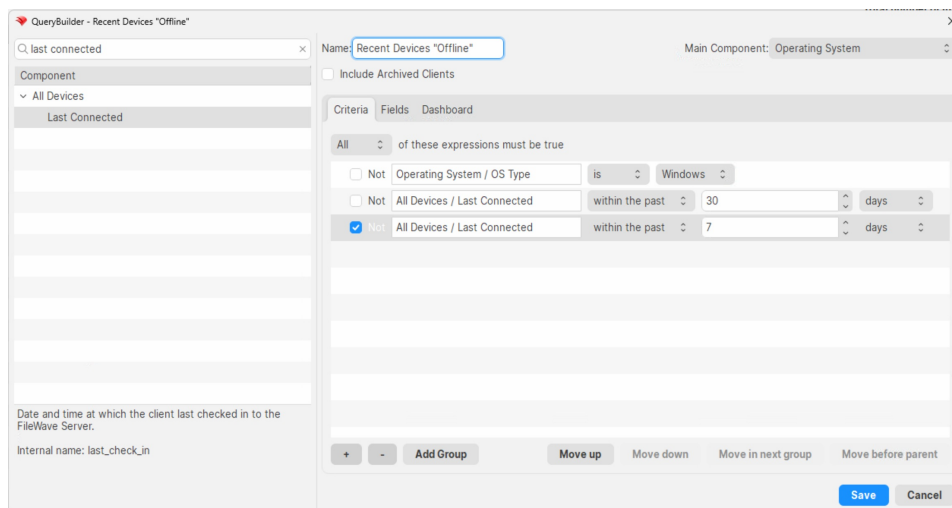 QueryBuilder - Recent Devices "Offline"
last connected
Component
All Devices
Last Connected
Date and time at which the client last checked in to the
FileWave Server.
Internal name: last_check_in
Name: Recent Devices "Offline" Main Component: Operating System
Include Archived Clients
Criteria Fields Dashboard
All of these expressions must be true
Not Operating System / OS Type is Windows
Not All Devices / Last Connected within the past 30 days
Not All Devices / Last Connected within the past 7 days
+ - Add Group Move up Move down Move in next group Move before parent
Save Cancel